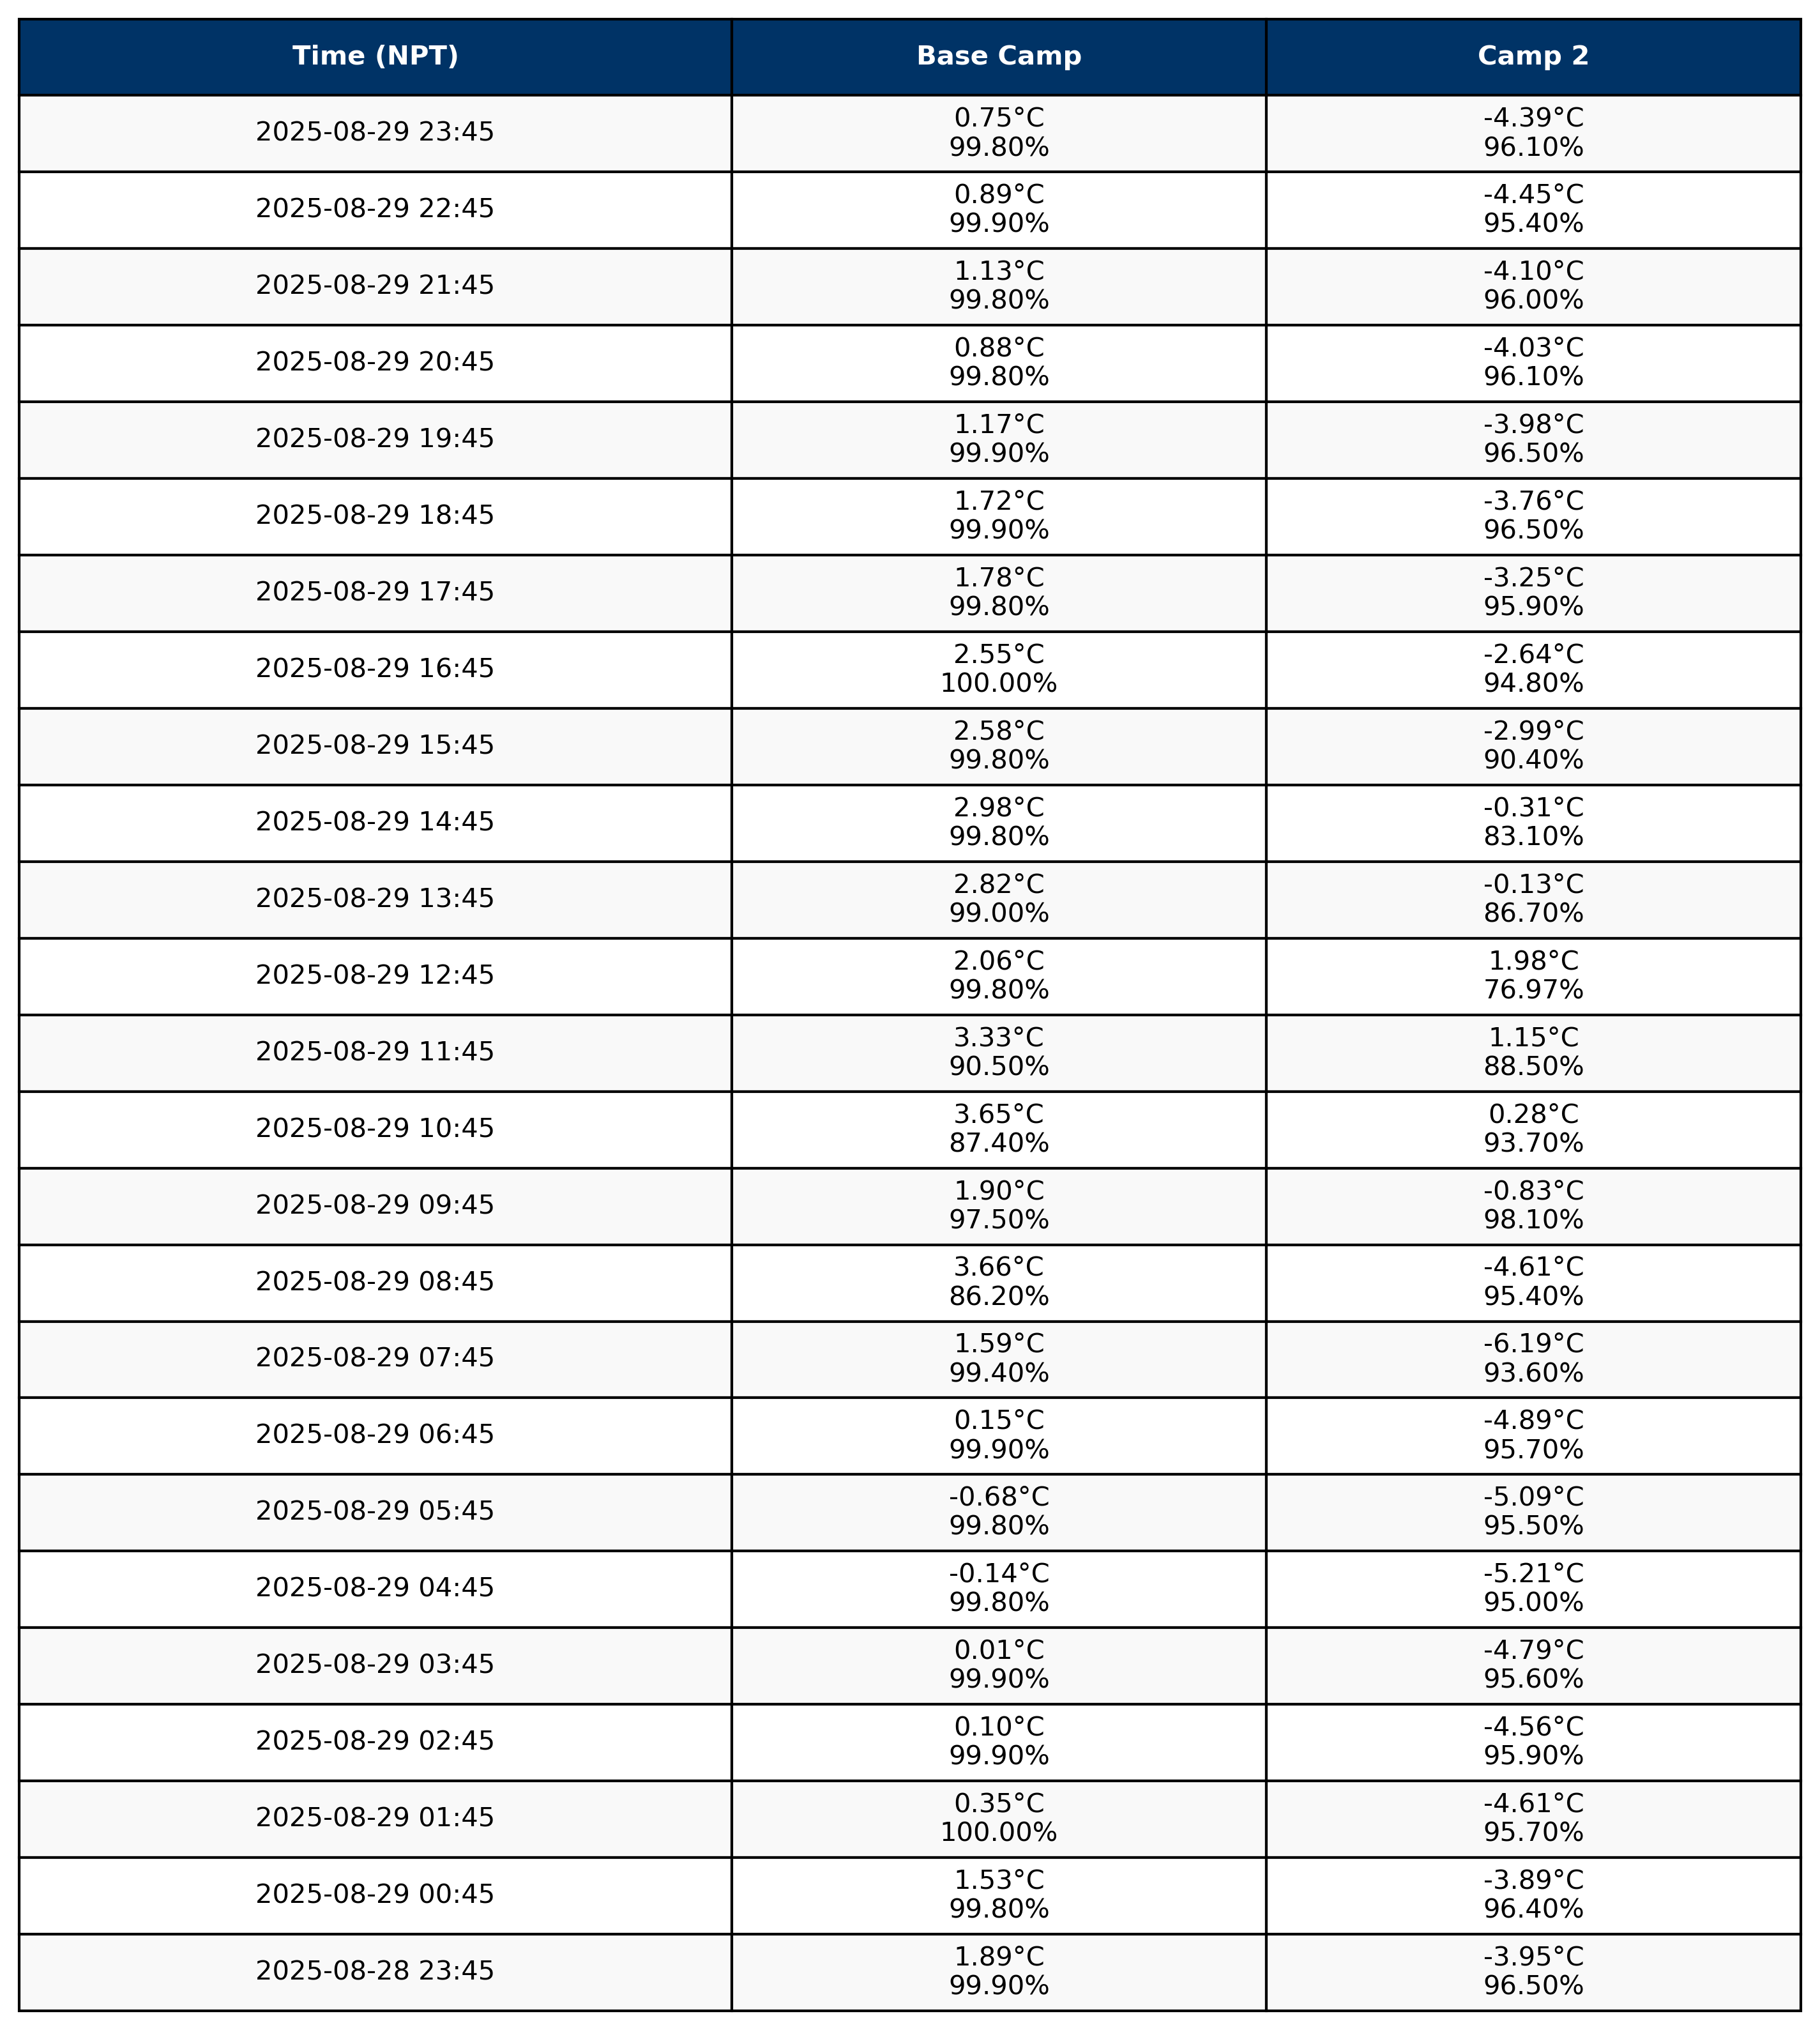 Time (NPT) Base Camp Camp 2
2025-08-29 23:45 0.75°C -4.39°C
99.80% 96.10%
2025-08-29 22:45 0.89°C -4.45°C
99.90% 95.40%
2025-08-29 21:45 1.13°C -4.10°C
99.80% 96.00%
2025-08-29 20:45 0.88°C -4.03°C
99.80% 96.10%
2025-08-29 19:45 1.17°C -3.98°C
99.90% 96.50%
2025-08-29 18:45 1.72°C -3.76°C
99.90% 96.50%
2025-08-29 17:45 1.78°C -3.25°C
99.80% 95.90%
2025-08-29 16:45 2.55°C -2.64°C
100.00% 94.80%
2025-08-29 15:45 2.58°C -2.99°C
99.80% 90.40%
2025-08-29 14:45 2.98°C -0.31°C
99.80% 83.10%
2025-08-29 13:45 2.82°C -0.13°C
99.00% 86.70%
2025-08-29 12:45 2.06°C 1.98°C
99.80% 76.97%
2025-08-29 11:45 3.33°C 1.15°C
90.50% 88.50%
2025-08-29 10:45 3.65°C 0.28°C
87.40% 93.70%
2025-08-29 09:45 1.90°C -0.83°C
97.50% 98.10%
2025-08-29 08:45 3.66°C -4.61°C
86.20% 95.40%
2025-08-29 07:45 1.59°C -6.19°C
99.40% 93.60%
2025-08-29 06:45 0.15°C -4.89°C
99.90% 95.70%
2025-08-29 05:45 -0.68°C -5.09°C
99.80% 95.50%
2025-08-29 04:45 -0.14°C -5.21°C
99.80% 95.00%
2025-08-29 03:45 0.01°C -4.79°C
99.90% 95.60%
2025-08-29 02:45 0.10°C -4.56°C
99.90% 95.90%
2025-08-29 01:45 0.35°C -4.61°C
100.00% 95.70%
2025-08-29 00:45 1.53°C -3.89°C
99.80% 96.40%
2025-08-28 23:45 1.89°C -3.95°C
99.90% 96.50%